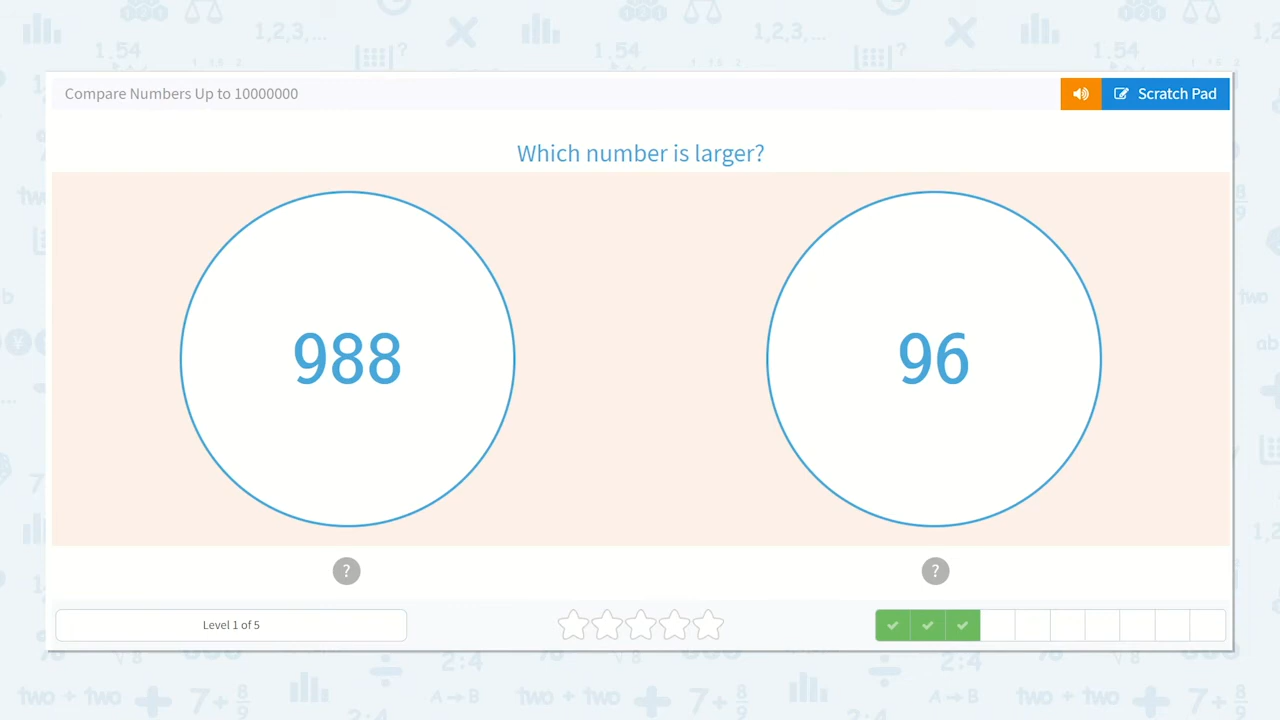 Compare Numbers Up to 10000000
Scratch Pad
Which number is larger?
988
96
?
?
Level 1 of 5